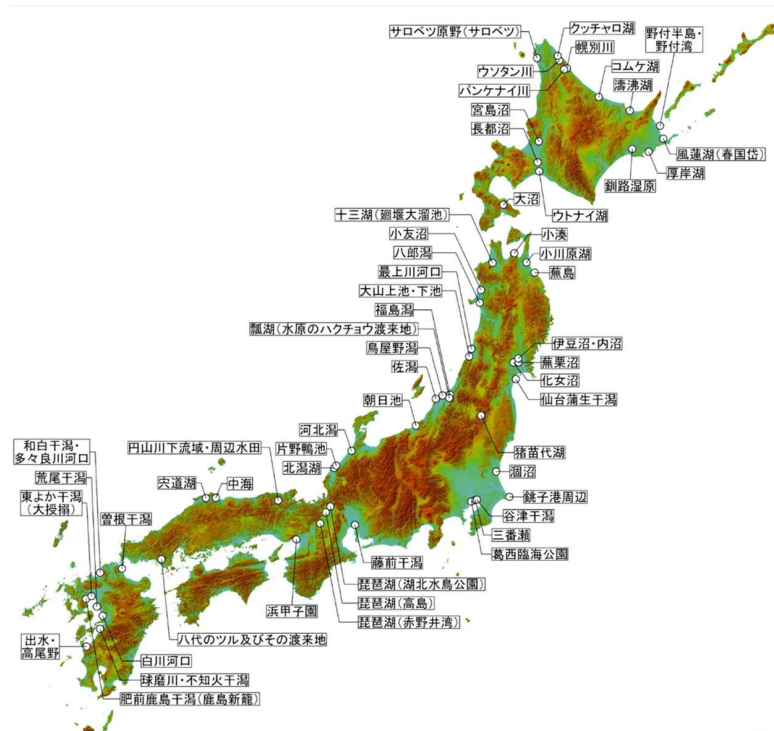 サロベツ原野(サロベツ)
クッチャロ湖
野付半島・
野付湾
幌別川
ウソタン川
コムケ湖
パンケナイ川
濤沸湖
宮島沼
長都沼
風蓮湖(春国岱)
厚岸湖
釧路湿原
大沼
ウトナイ湖
十三湖(廻堰大溜池)
小友沼
小湊
八郎潟
小川原湖
最上川河口
蕪島
大山上池・下池
福島潟
瓢湖(水原のハクチョウ渡来地)
伊豆沼・内沼
鳥屋野潟
蕪栗沼
佐潟
化女沼
朝日池
仙台蒲生干潟
河北潟
猪苗代湖
和白干潟・
多々良川河口
円山川下流域・周辺水田
片野鴨池
北潟湖
涸沼
荒尾干潟
宍道湖
中海
銚子港周辺
東よか干潟
(大授搦)
曽根干潟
谷津干潟
三番瀬
藤前干潟
葛西臨海公園
琵琶湖(湖北水鳥公園)
浜甲子園
琵琶湖(高島)
琵琶湖(赤野井湾)
八代のツル及びその渡来地
出水・
高尾野
白川河口
球磨川・不知火干潟
肥前鹿島干潟(鹿島新籠)